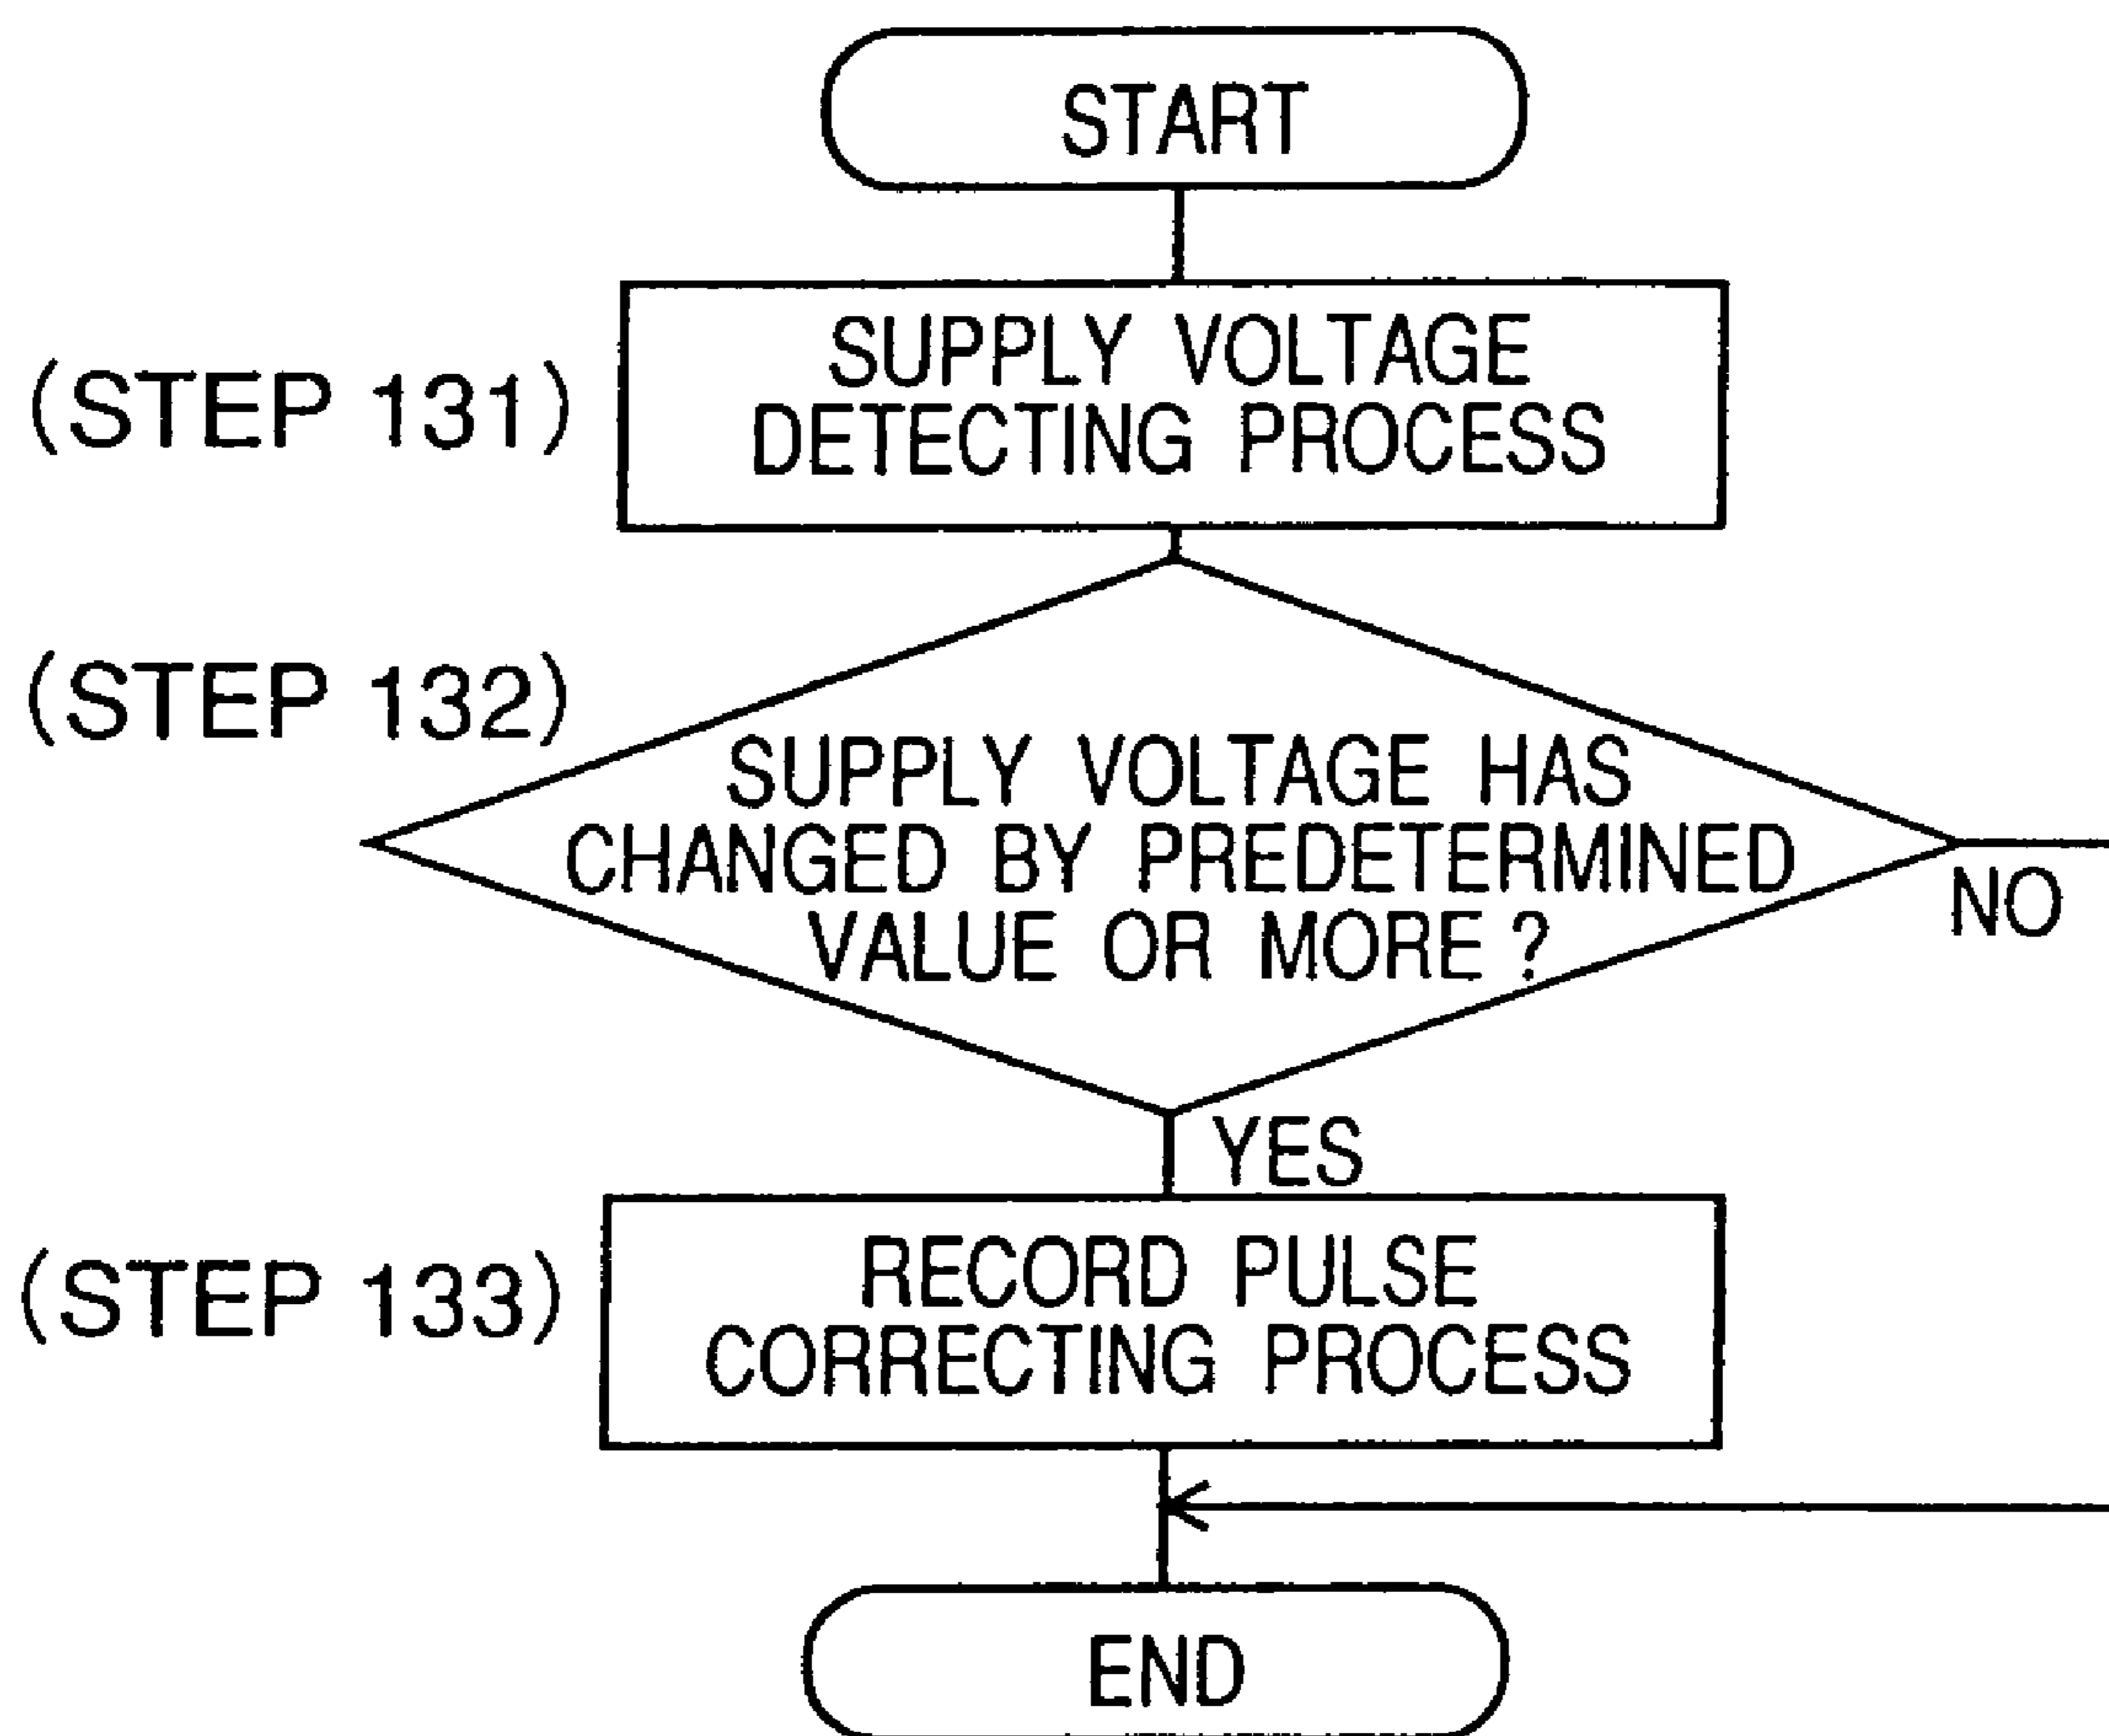 START
(STEP 131)
SUPPLY VOLTAGE
DETECTING PROCESS
(STEP 132)
SUPPLY VOLTAGE HAS
CHANGED BY PREDETERMINED
VALUE OR MORE ?
NO
YES
(STEP 133)
RECORD PULSE
CORRECTING PROCESS
END